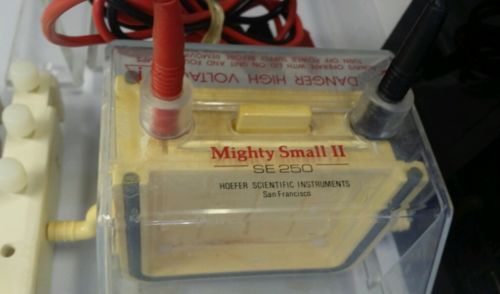 DANGER HIGH VOLTAGE
Mighty Small II
SE 250
HOEFER SCIENTIFIC INSTRUMENTS
San Francisco